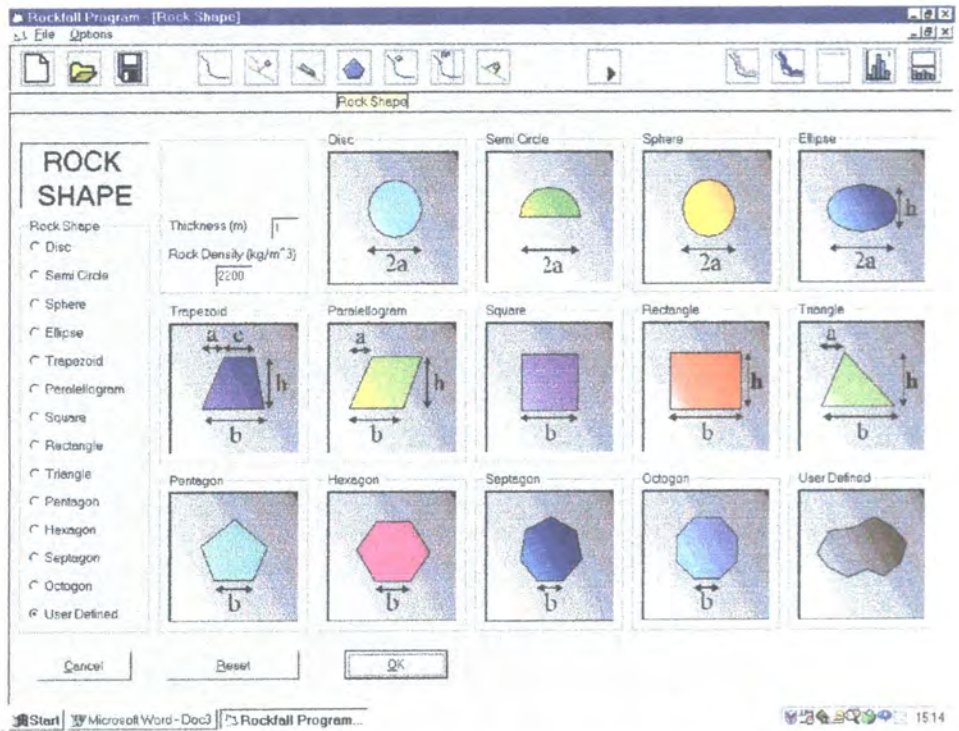 Rockfall Program - [Rock Shape]
File Options
Rock Shape
ROCK
SHAPE
Rock Shape
Disc
Semi Circle
Sphere
Ellipse
Trapezoid
Paralellogram
Square
Rectangle
Triangle
Pentagon
Hexagon
Septagon
Octogon
User Defined
Thickness (m) 1
Rock Density (kg/m^3)
2200
Disc
2a
Semi Circle
2a
Sphere
2a
Ellipse
h
2a
Trapezoid
a c
h
b
Paralellogram
a
h
b
Square
b
Rectangle
h
b
Triangle
a
h
b
Pentagon
b
Hexagon
b
Septagon
b
Octogon
b
User Defined
Cancel
Reset
OK
Start Microsoft Word - Doc3 Rockfall Program... 15:14